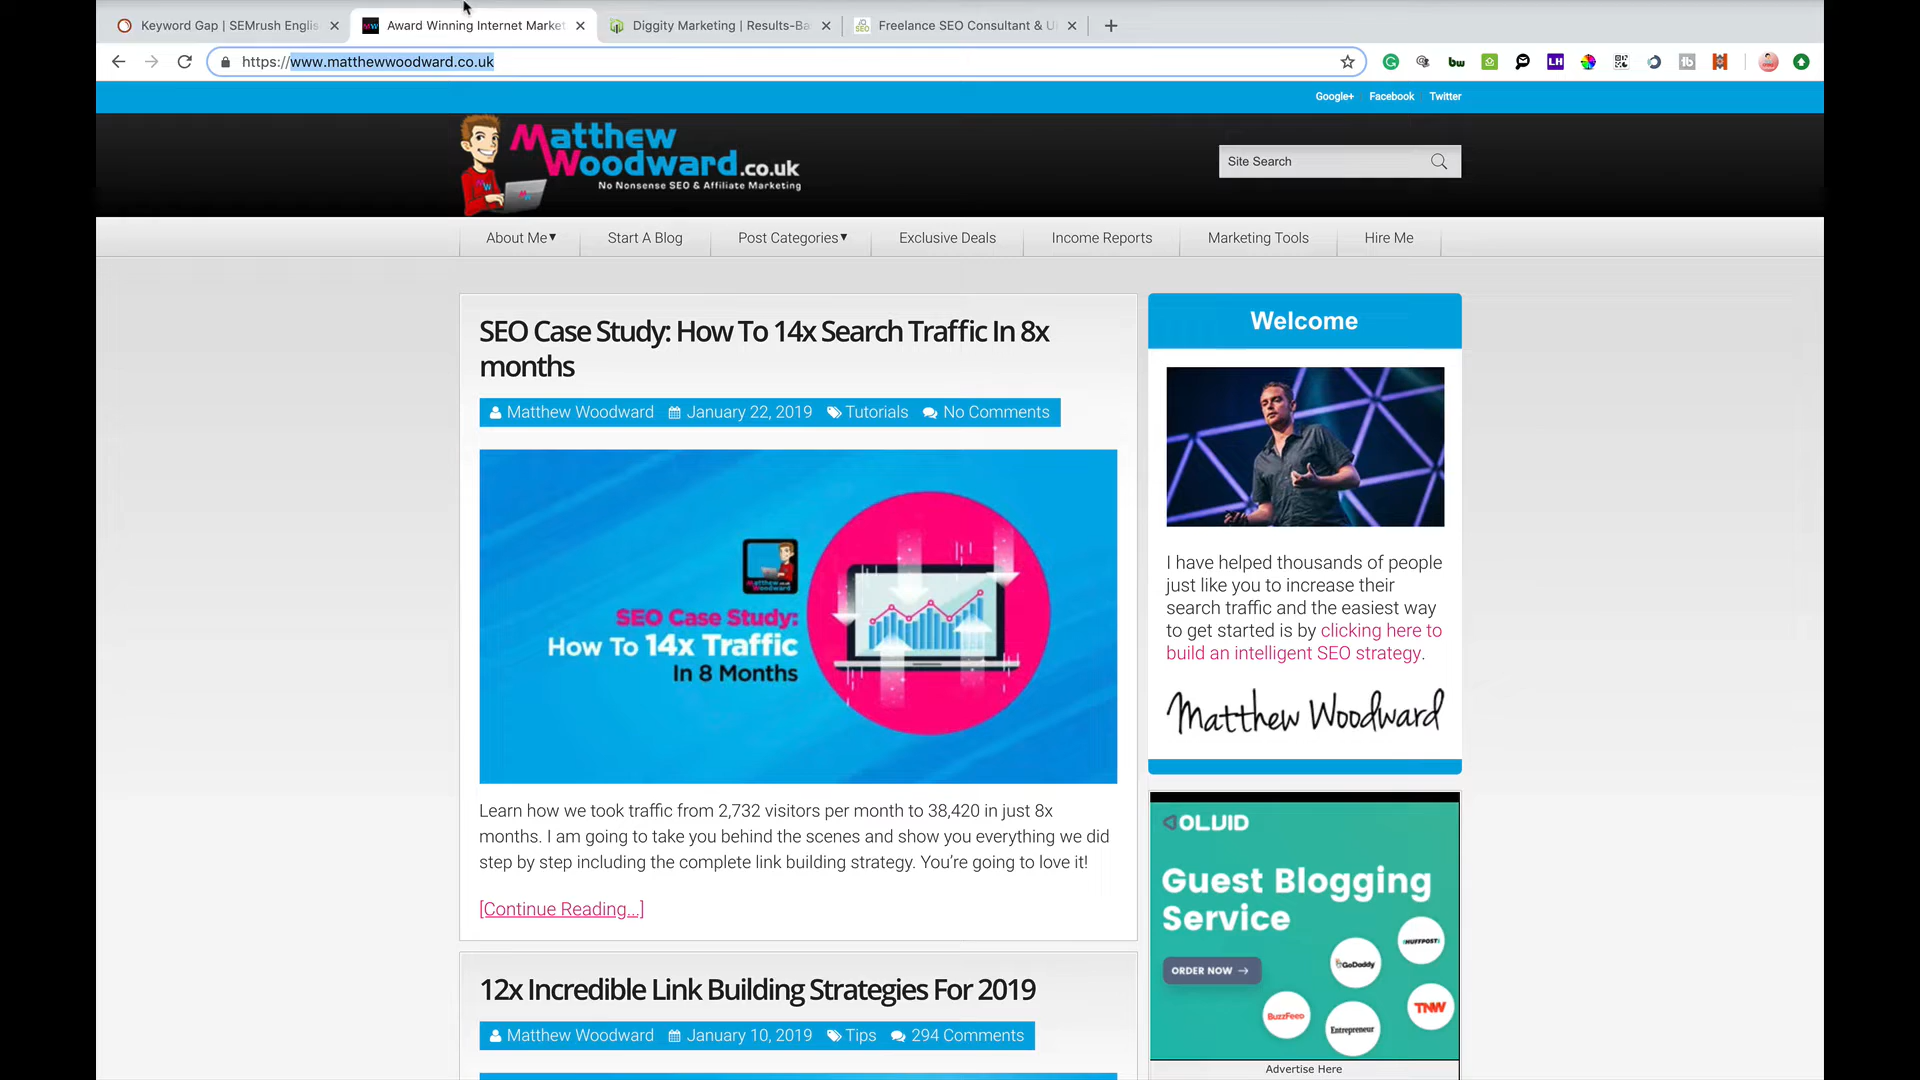 Keyword Gap | SEMrush Englis
Award Winning Internet Market
Diggity Marketing | Results-Ba
Freelance SEO Consultant & U
https://www.matthewwoodward.co.uk
Google+ Facebook Twitter
Matthew
Woodward.co.uk
No Nonsense SEO & Affiliate Marketing
Site Search
About Me▼ Start A Blog Post Categories▼ Exclusive Deals Income Reports Marketing Tools Hire Me
SEO Case Study: How To 14x Search Traffic In 8x
months
Matthew Woodward January 22, 2019 Tutorials No Comments
SEO Case Study:
How To 14x Traffic
In 8 Months
Learn how we took traffic from 2,732 visitors per month to 38,420 in just 8x
months. I am going to take you behind the scenes and show you everything we did
step by step including the complete link building strategy. You're going to love it!
[Continue Reading...]
12x Incredible Link Building Strategies For 2019
Matthew Woodward January 10, 2019 Tips 294 Comments
Welcome
I have helped thousands of people
just like you to increase their
search traffic and the easiest way
to get started is by clicking here to
build an intelligent SEO strategy.
Matthew Woodward
OLUID
Guest Blogging
Service
ORDER NOW →
HUFFPOST
GoDaddy
TNW
BuzzFeed
Entrepreneur
Advertise Here